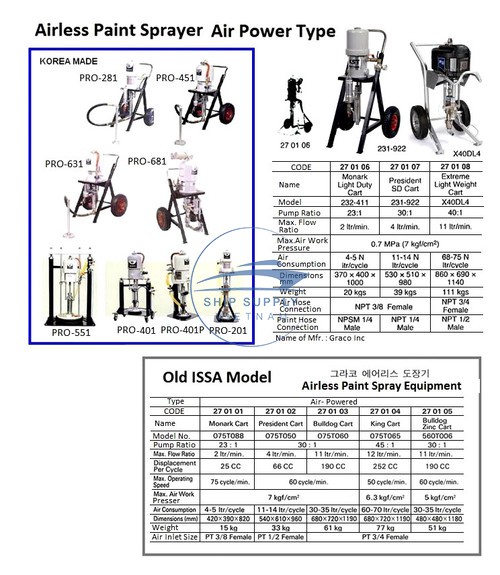 Airless Paint Sprayer Air Power Type
KOREA MADE
PRO-281
PRO-451
PRO-631
PRO-681
PRO-551
PRO-401
PRO-401P
PRO-201
27 01 06
231-922
X40DL4
CODE 27 01 06 27 01 07 27 01 08
Name Monark Light Duty Cart President SD Cart Extreme Light Weight Cart
Model 232-411 231-922 X40DL4
Pump Ratio 23:1 30:1 40:1
Max. Flow Ratio 2 ltr/min. 4 ltr/min. 11 ltr/min.
Max.Air Work Pressure 0.7 MPa (7 kgf/cm²)
Air Consumption 4-5 N ltr/cycle 11-14 N ltr/cycle 68-75 N ltr/cycle
Dimensions mm 370 × 400 × 1000 530 × 510 × 980 860 × 690 × 1140
Weight 20 kgs 39 kgs 111 kgs
Air Hose Connection NPT 3/8 Female NPT 3/4 Female
Paint Hose Connection NPSM 1/4 Male NPT 1/4 Male NPT 1/2 Male
Name of Mfr. : Graco Inc
SHIP SUPPLY
VIETNAM
Old ISSA Model
그라코 에어리스 도장기
Airless Paint Spray Equipment
Type Air- Powered
CODE 27 01 01 27 01 02 27 01 03 27 01 04 27 01 05
Name Monark Cart President Cart Bulldog Cart King Cart Bulldog Zinc Cart
Model No. 075T088 075T050 075T060 075T065 560T006
Pump Ratio 23 : 1 30 : 1 45 : 1 30 : 1
Max. Flow Ratio 2 ltr/min. 4 ltr/min. 11 ltr/min. 12 ltr/min. 11 ltr/min.
Displacement Per Cycle 25 CC 66 CC 190 CC 252 CC 190 CC
Max. Operating Speed 75 cycle/min. 60 cycle/min. 50 cycle/min. 60 cycle/min.
Max. Air Work Presser 7 kgf/cm² 6.3 kgf/cm² 5 kgf/cm²
Air Consumption 4-5 ltr/cycle 11-14 ltr/cycle 30-35 ltr/cycle 60-70 ltr/cycle 30-35 ltr/cycle
Dimensions (mm) 420×390×820 540×610×960 680×720×1190 680×720×1190 480×480×1180
Weight 15 kg 33 kg 61 kg 77 kg 51 kg
Air Inlet Size PT 3/8 Female PT 1/2 Female PT 3/4 Female